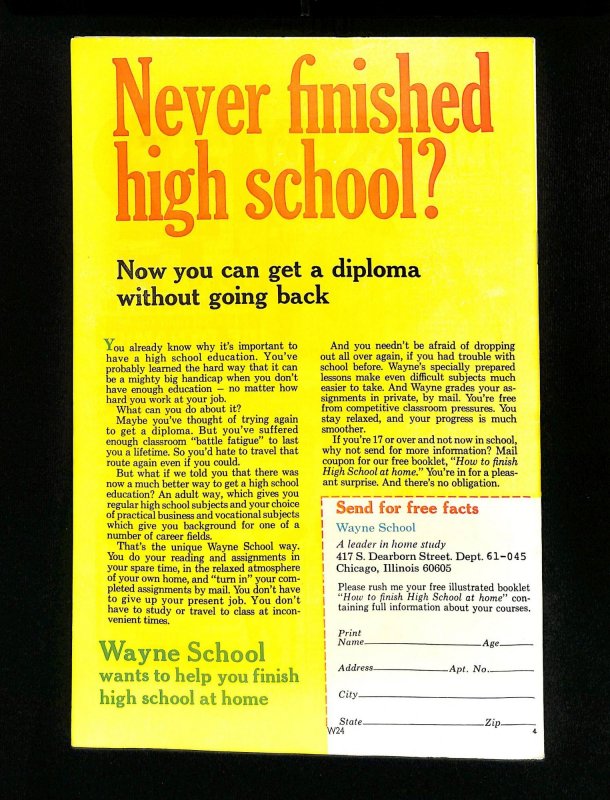 Never finished
high school?
Now you can get a diploma
without going back
You already know why it's important to
have a high school education. You've
probably learned the hard way that it can
be a mighty big handicap when you don't
have enough education – no matter how
hard you work at your job.
What can you do about it?
Maybe you've thought of trying again
to get a diploma. But you've suffered
enough classroom "battle fatigue" to last
you a lifetime. So you'd hate to travel that
route again even if you could.
But what if we told you that there was
now a much better way to get a high school
education? An adult way, which gives you
regular high school subjects and your choice
of practical business and vocational subjects
which give you background for one of a
number of career fields.
That's the unique Wayne School way.
You do your reading and assignments in
your spare time, in the relaxed atmosphere
of your own home, and "turn in" your com-
pleted assignments by mail. You don't have
to give up your present job. You don't
have to study or travel to class at incon-
venient times.
Wayne School
wants to help you finish
high school at home
And you needn't be afraid of dropping
out all over again, if you had trouble with
school before. Wayne's specially prepared
lessons make even difficult subjects much
easier to take. And Wayne grades your as-
signments in private, by mail. You're free
from competitive classroom pressures. You
stay relaxed, and your progress is much
smoother.
If you're 17 or over and not now in school,
why not send for more information? Mail
coupon for our free booklet, "How to finish
High School at home." You're in for a pleas-
ant surprise. And there's no obligation.
Send for free facts
Wayne School
A leader in home study
417 S. Dearborn Street. Dept. 61-045
Chicago, Illinois 60605
Please rush me your free illustrated booklet
"How to finish High School at home" con-
taining full information about your courses.
Print
Name Age
Address Apt. No.
City
State Zip
W24 4